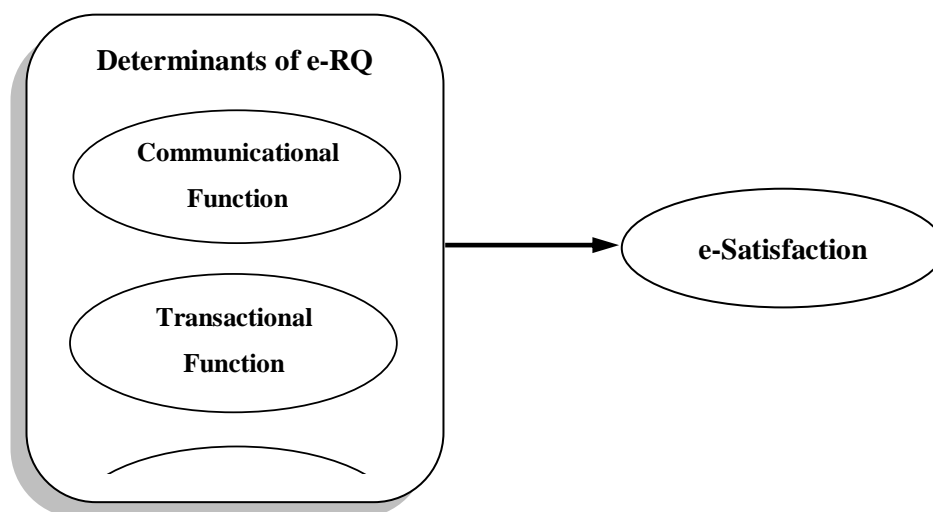 Determinants of e-RQ
Communicational
Function
e-Satisfaction
Transactional
Function